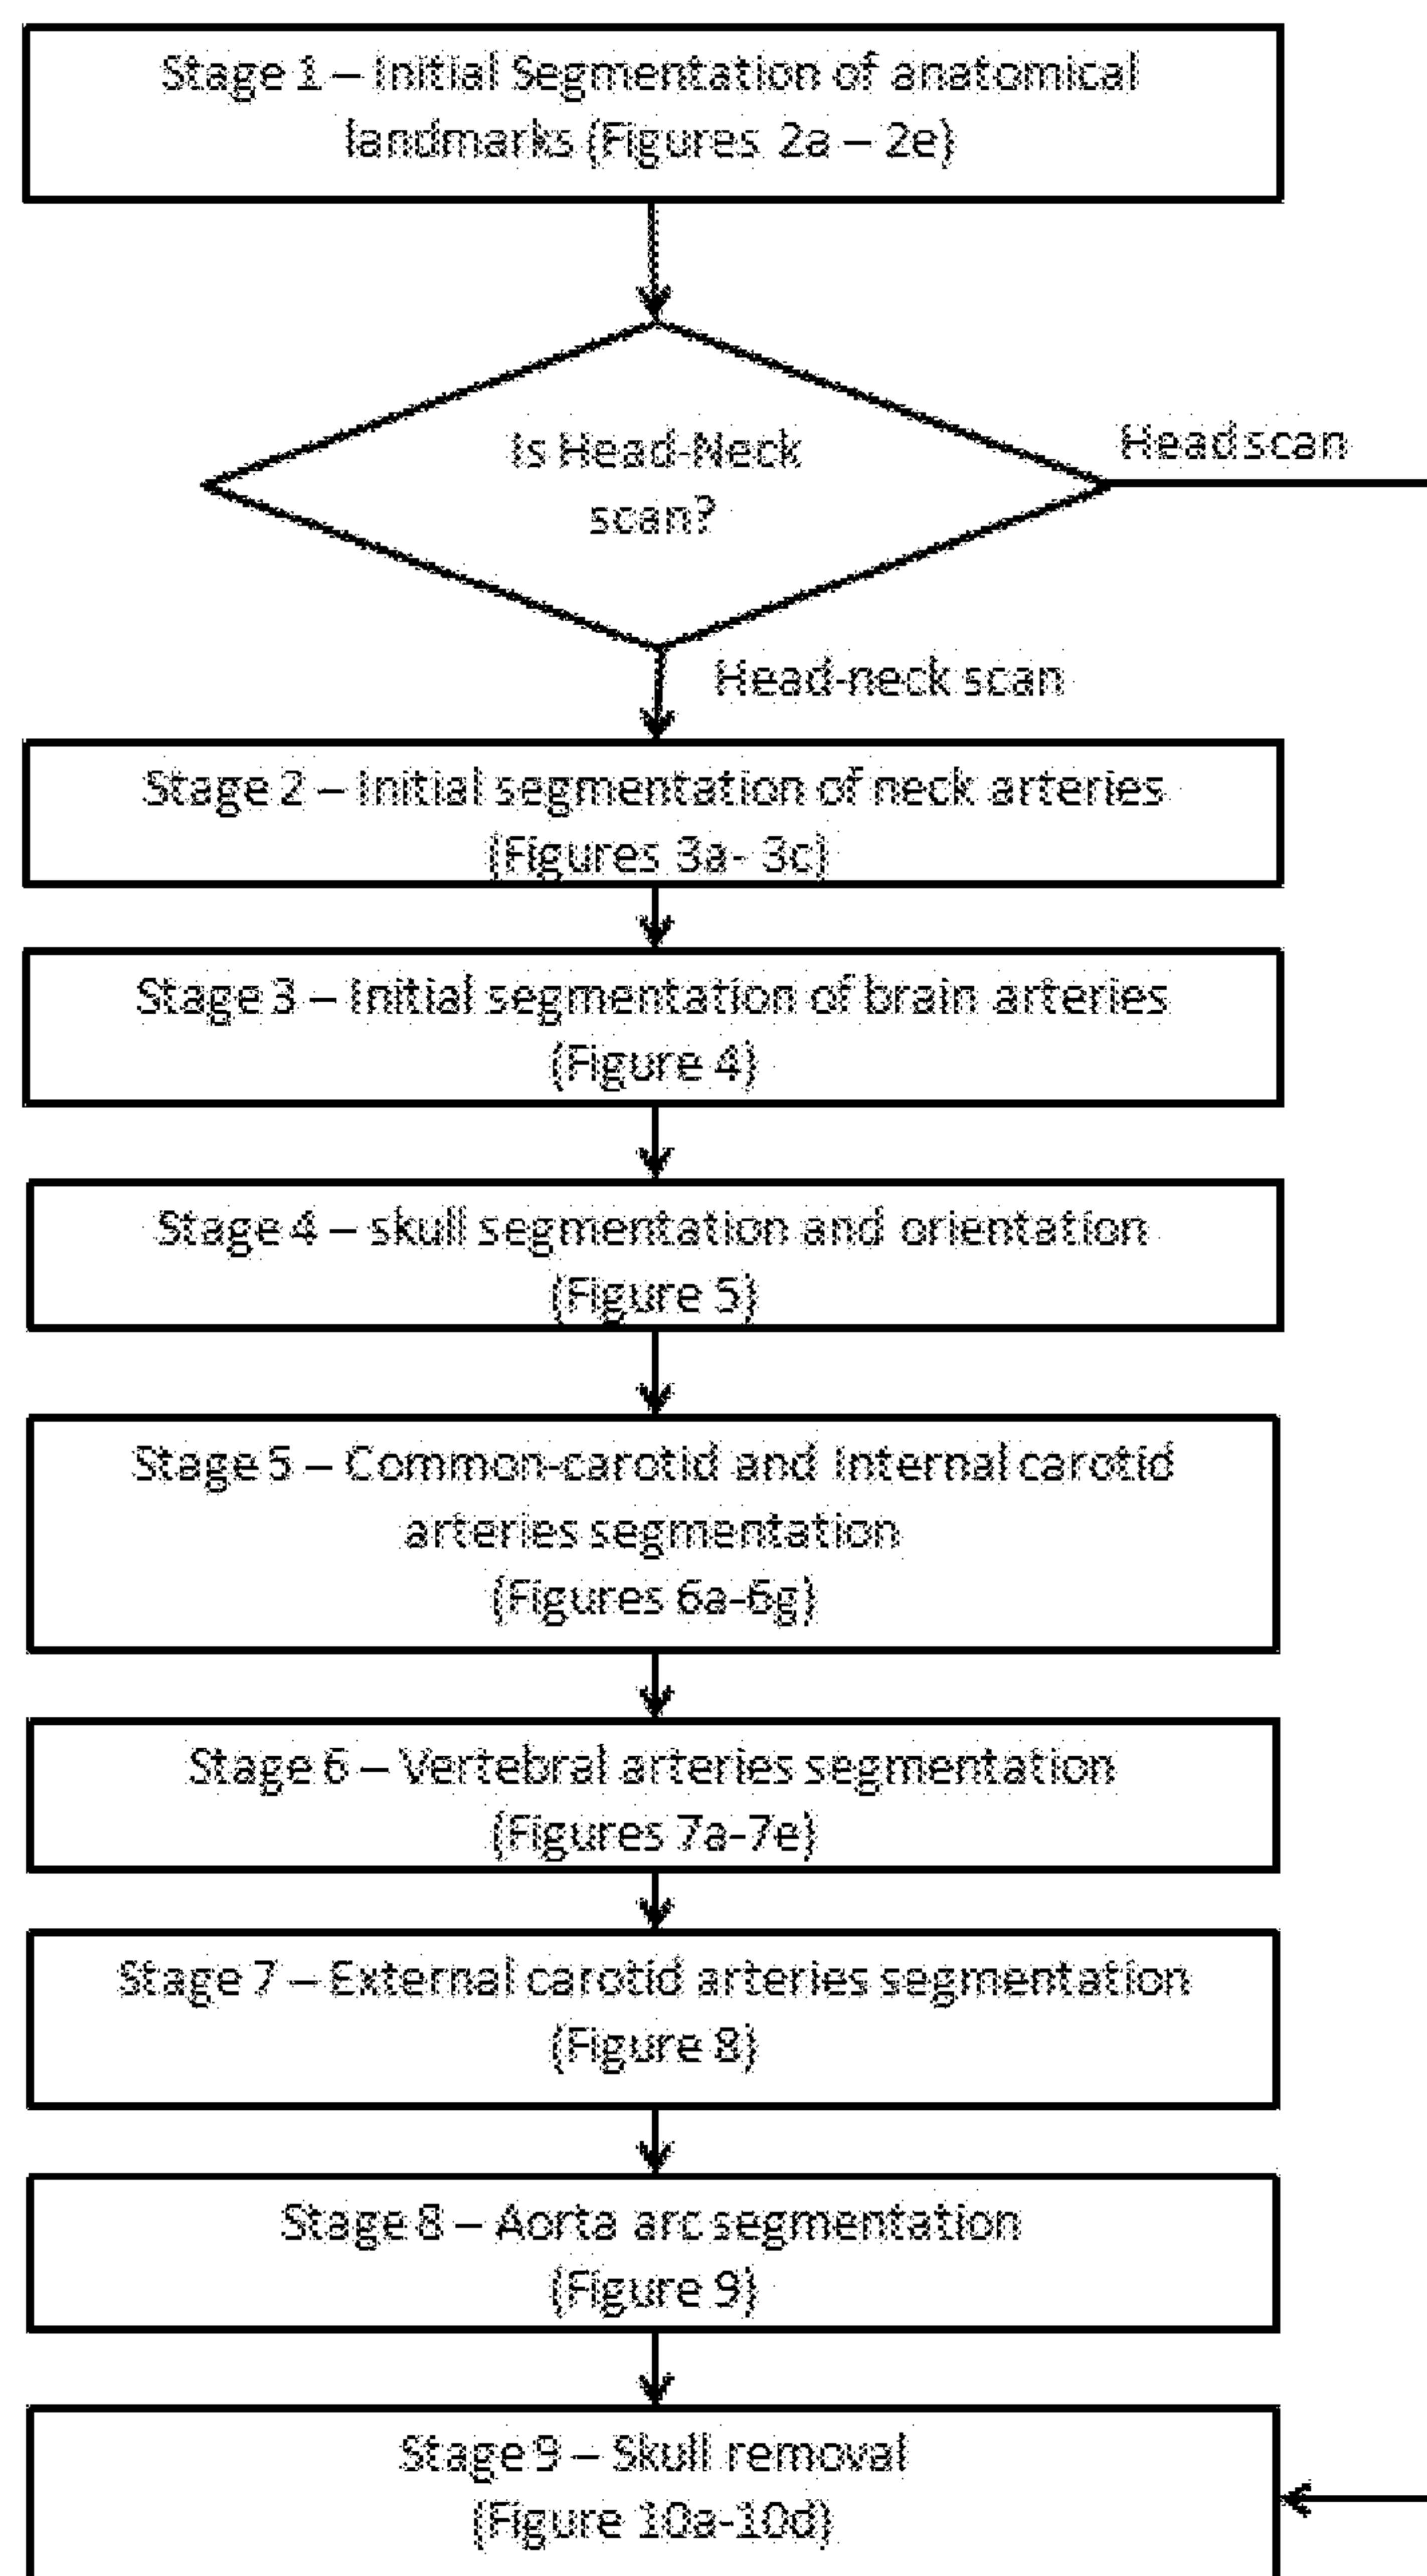 Stage 1 – Initial Segmentation of anatomical
landmarks (Figures 2a – 2e)
Is Head-Neck
scan?
Head scan
Head-neck scan
Stage 2 – Initial segmentation of neck arteries
(Figures 3a- 3c)
Stage 3 – Initial segmentation of brain arteries
(Figure 4)
Stage 4 – skull segmentation and orientation
(Figure 5)
Stage 5 – Common-carotid and Internal carotid
arteries segmentation
(Figures 6a-6g)
Stage 6 – Vertebral arteries segmentation
(Figures 7a-7e)
Stage 7 – External carotid arteries segmentation
(Figure 8)
Stage 8 – Aorta arc segmentation
(Figure 9)
Stage 9 – Skull removal
(Figure 10a-10d)